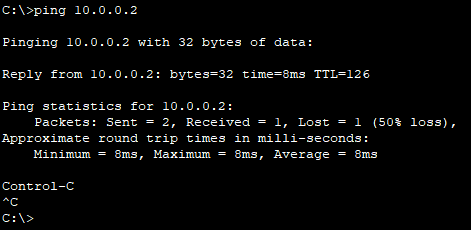 C:\>ping 10.0.0.2
Pinging 10.0.0.2 with 32 bytes of data:
Reply from 10.0.0.2: bytes=32 time=8ms TTL=126
Ping statistics for 10.0.0.2:
Packets: Sent = 2, Received = 1, Lost = 1 (50% loss),
Approximate round trip times in milli-seconds:
Minimum = 8ms, Maximum = 8ms, Average = 8ms
Control-C
^C
C:\>